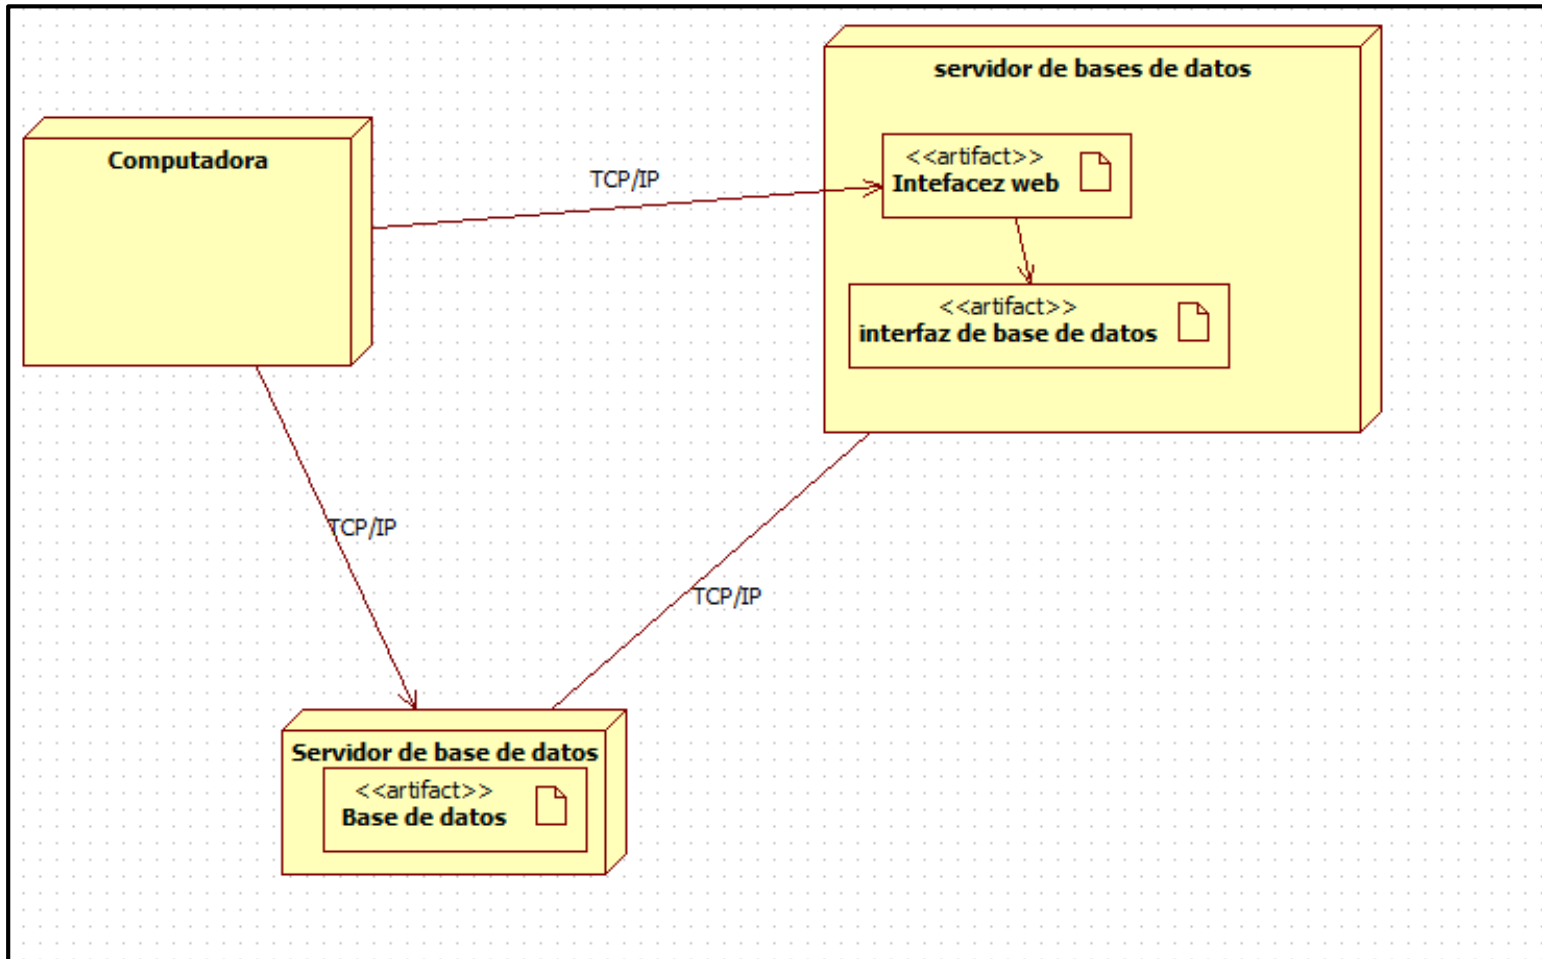 servidor de bases de datos
Computadora
TCP/IP
<<artifact>>
Intefacez web
<<artifact>>
interfaz de base de datos
TCP/IP
TCP/IP
Servidor de base de datos
<<artifact>>
Base de datos